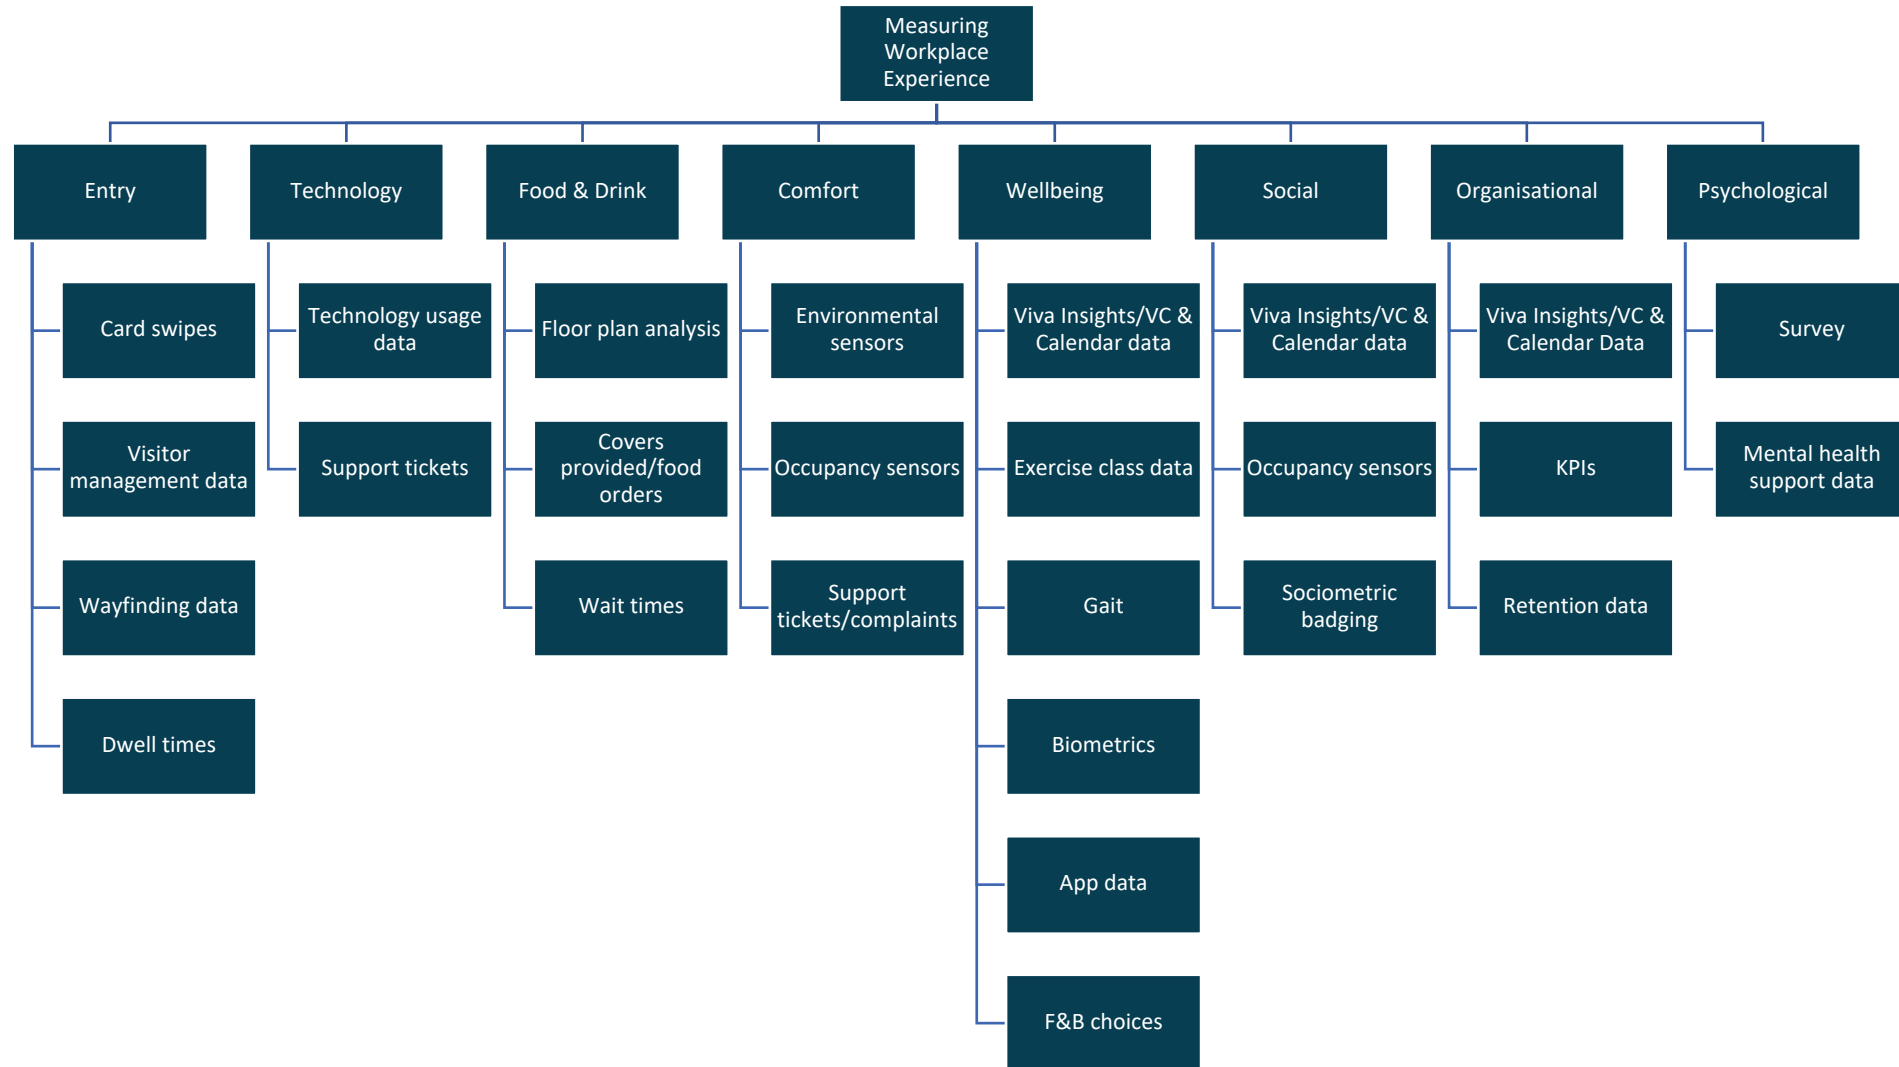 Measuring
Workplace
Experience
Entry
Technology
Food & Drink
Comfort
Wellbeing
Social
Organisational
Psychological
Card swipes
Technology usage
data
Floor plan analysis
Environmental
sensors
Viva Insights/VC &
Calendar data
Viva Insights/VC &
Calendar data
Viva Insights/VC &
Calendar Data
Survey
Visitor
management data
Support tickets
Covers
provided/food
orders
Occupancy sensors
Exercise class data
Occupancy sensors
KPIs
Mental health
support data
Wayfinding data
Wait times
Support
tickets/complaints
Gait
Sociometric
badging
Retention data
Dwell times
Biometrics
App data
F&B choices